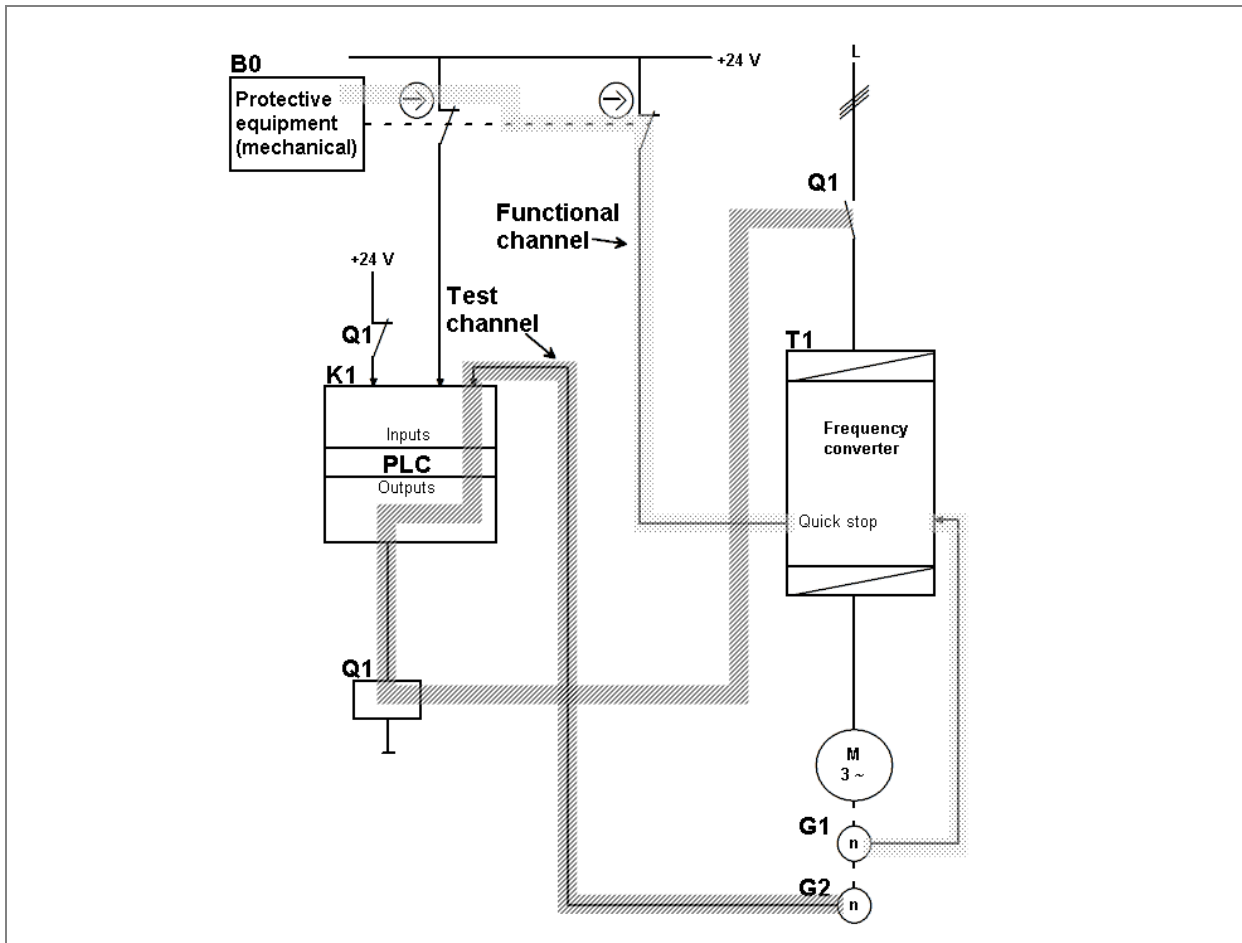 B0
Protective
equipment
(mechanical)
+24 V
L
Q1
Functional
channel
+24 V
Test
channel
Q1
K1
Inputs
PLC
Outputs
T1
Frequency
converter
Quick stop
Q1
M
3 ~
G1
n
G2
n